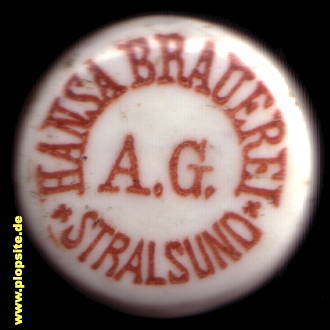 HANSA BRAUEREI
A.G.
* STRALSUND *
www.plopsite.de